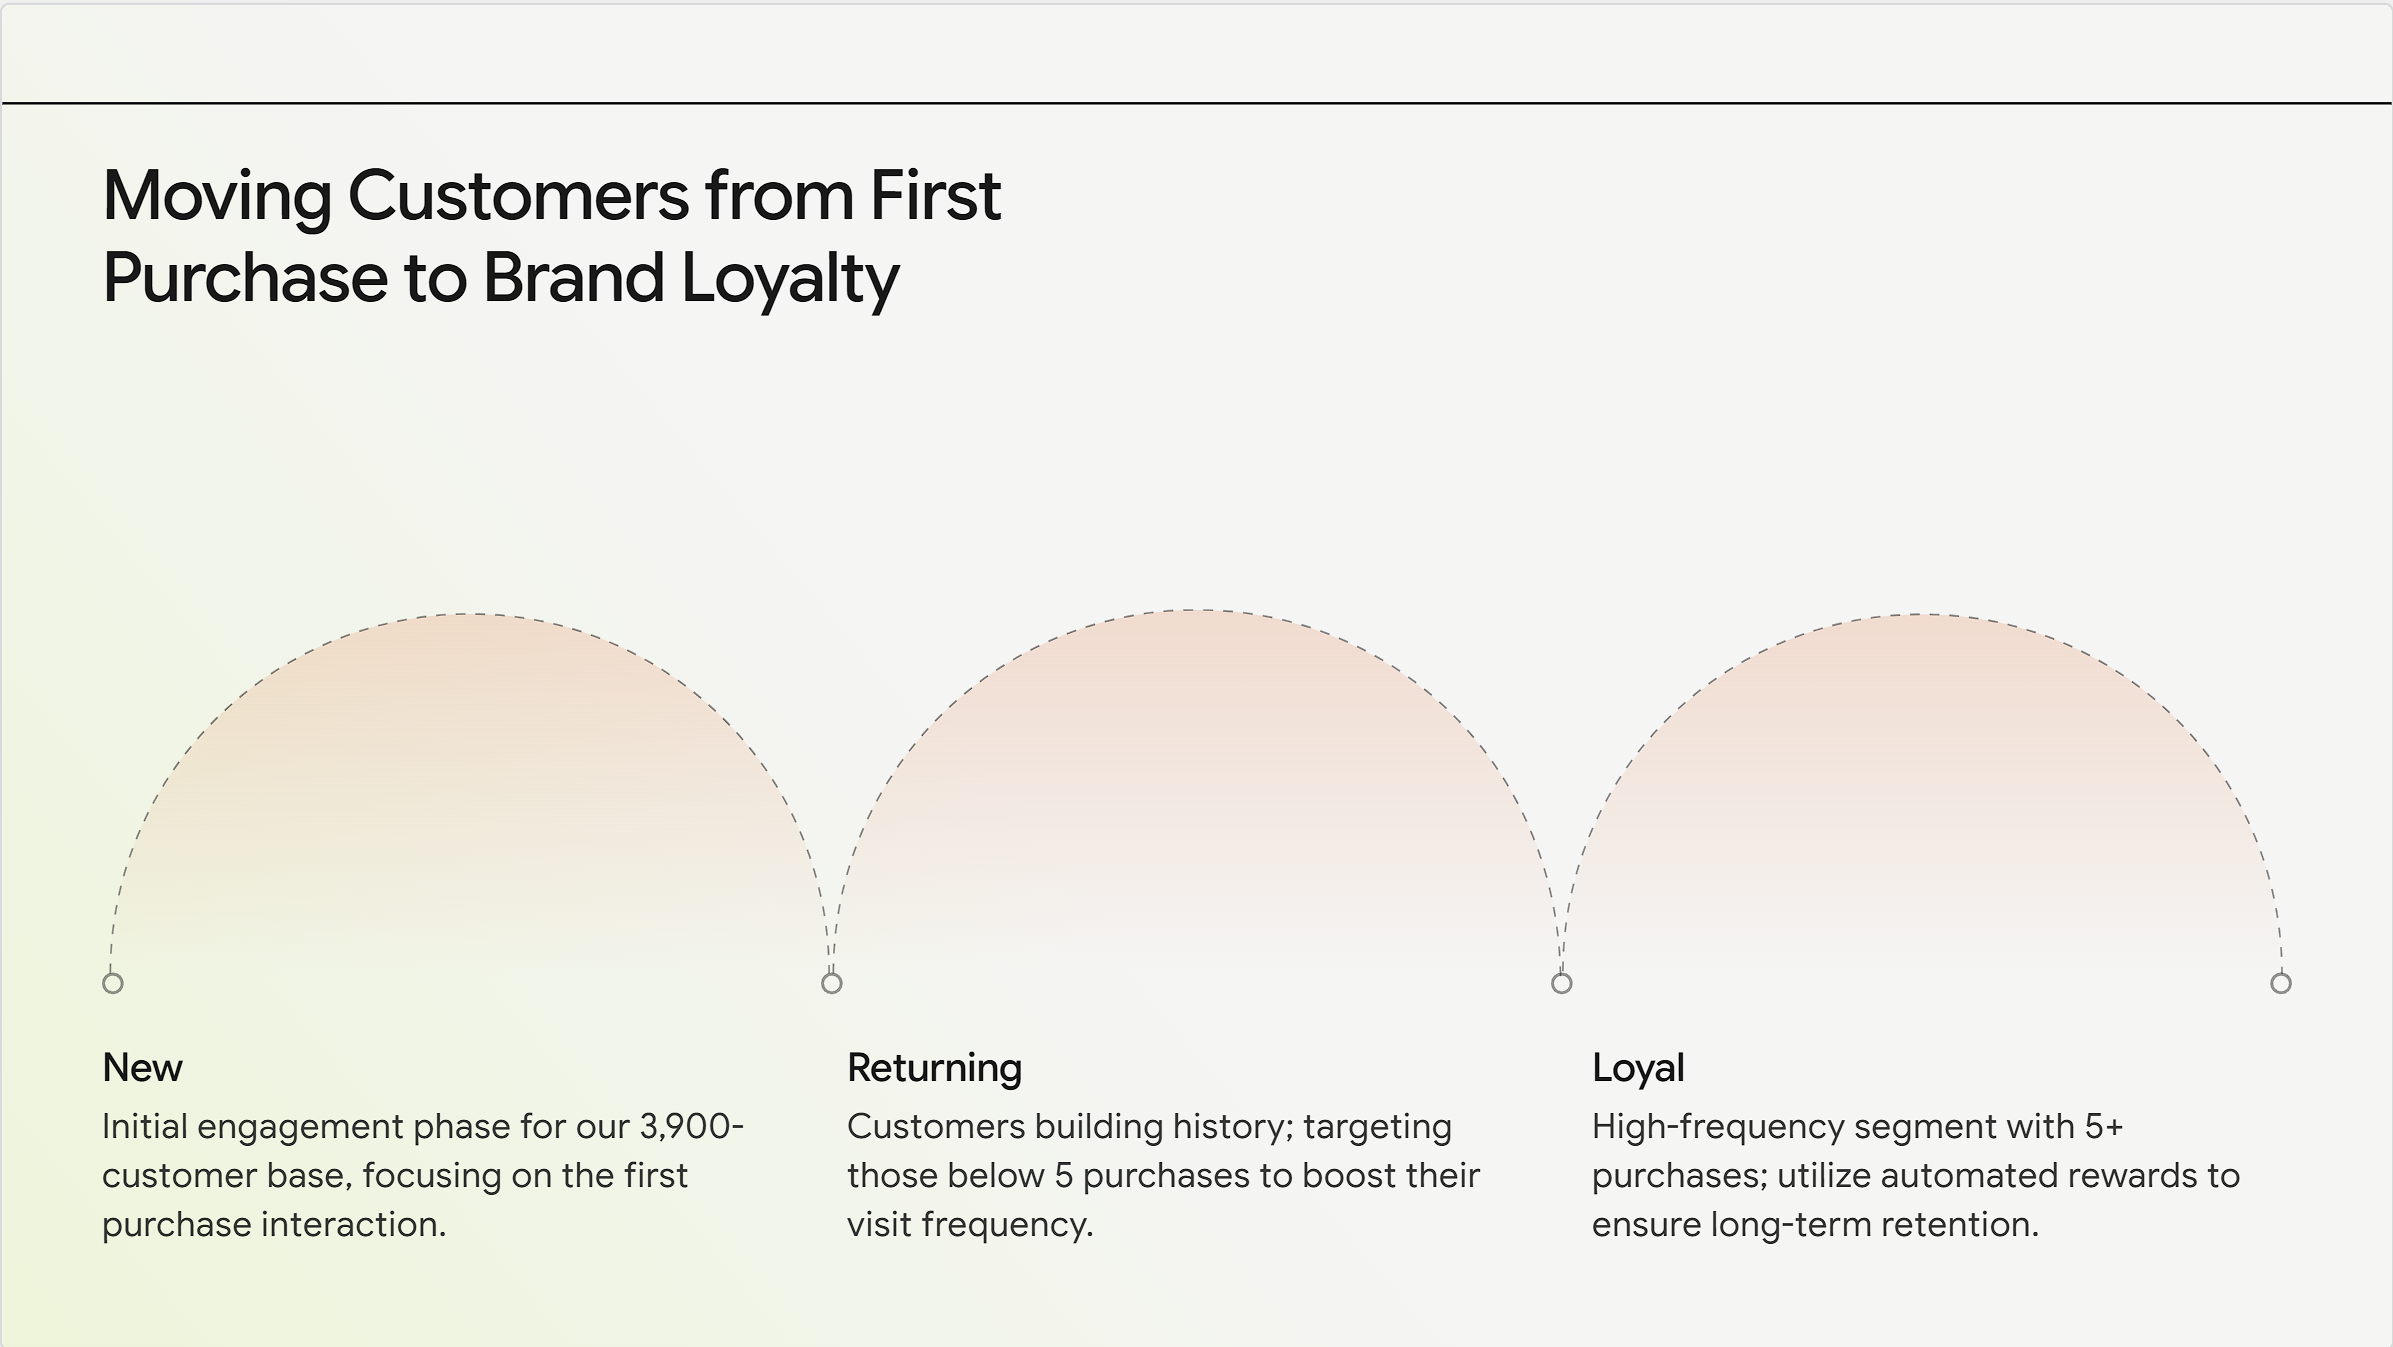 Moving Customers from First
Purchase to Brand Loyalty
New
Initial engagement phase for our 3,900-
customer base, focusing on the first
purchase interaction.
Returning
Customers building history; targeting
those below 5 purchases to boost their
visit frequency.
Loyal
High-frequency segment with 5+
purchases; utilize automated rewards to
ensure long-term retention.